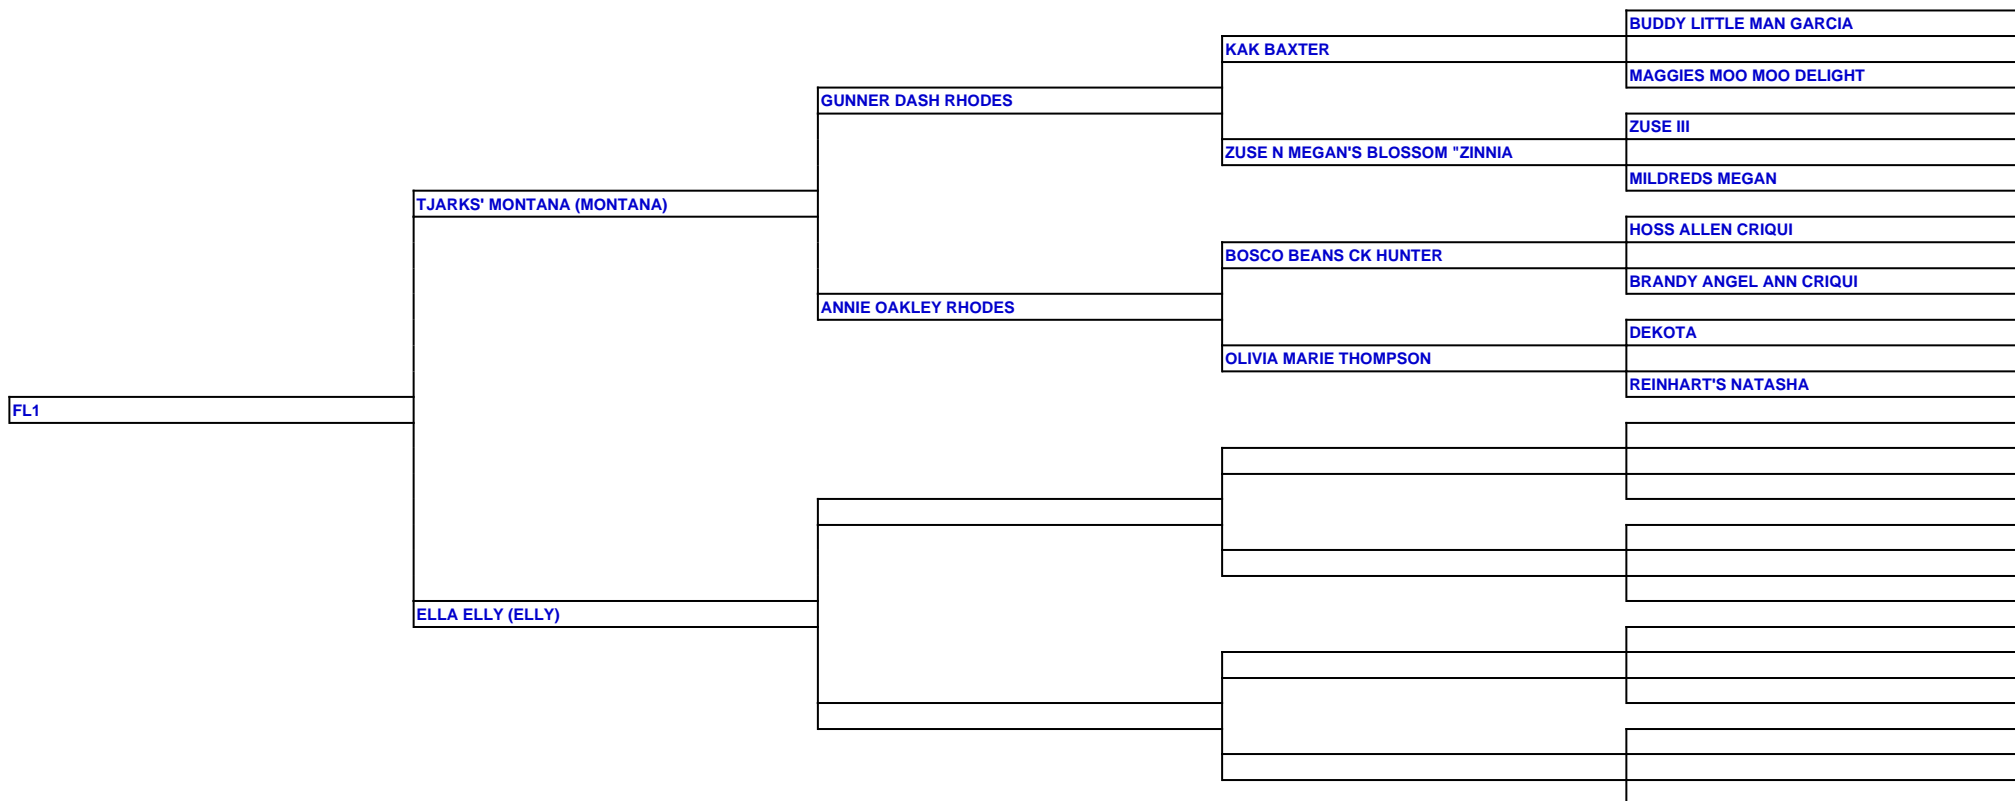 BUDDY LITTLE MAN GARCIA
KAK BAXTER
MAGGIES MOO MOO DELIGHT
GUNNER DASH RHODES
ZUSE III
ZUSE N MEGAN'S BLOSSOM "ZINNIA
MILDREDS MEGAN
TJARKS' MONTANA (MONTANA)
HOSS ALLEN CRIQUI
BOSCO BEANS CK HUNTER
BRANDY ANGEL ANN CRIQUI
ANNIE OAKLEY RHODES
DEKOTA
OLIVIA MARIE THOMPSON
REINHART'S NATASHA
FL1
ELLA ELLY (ELLY)